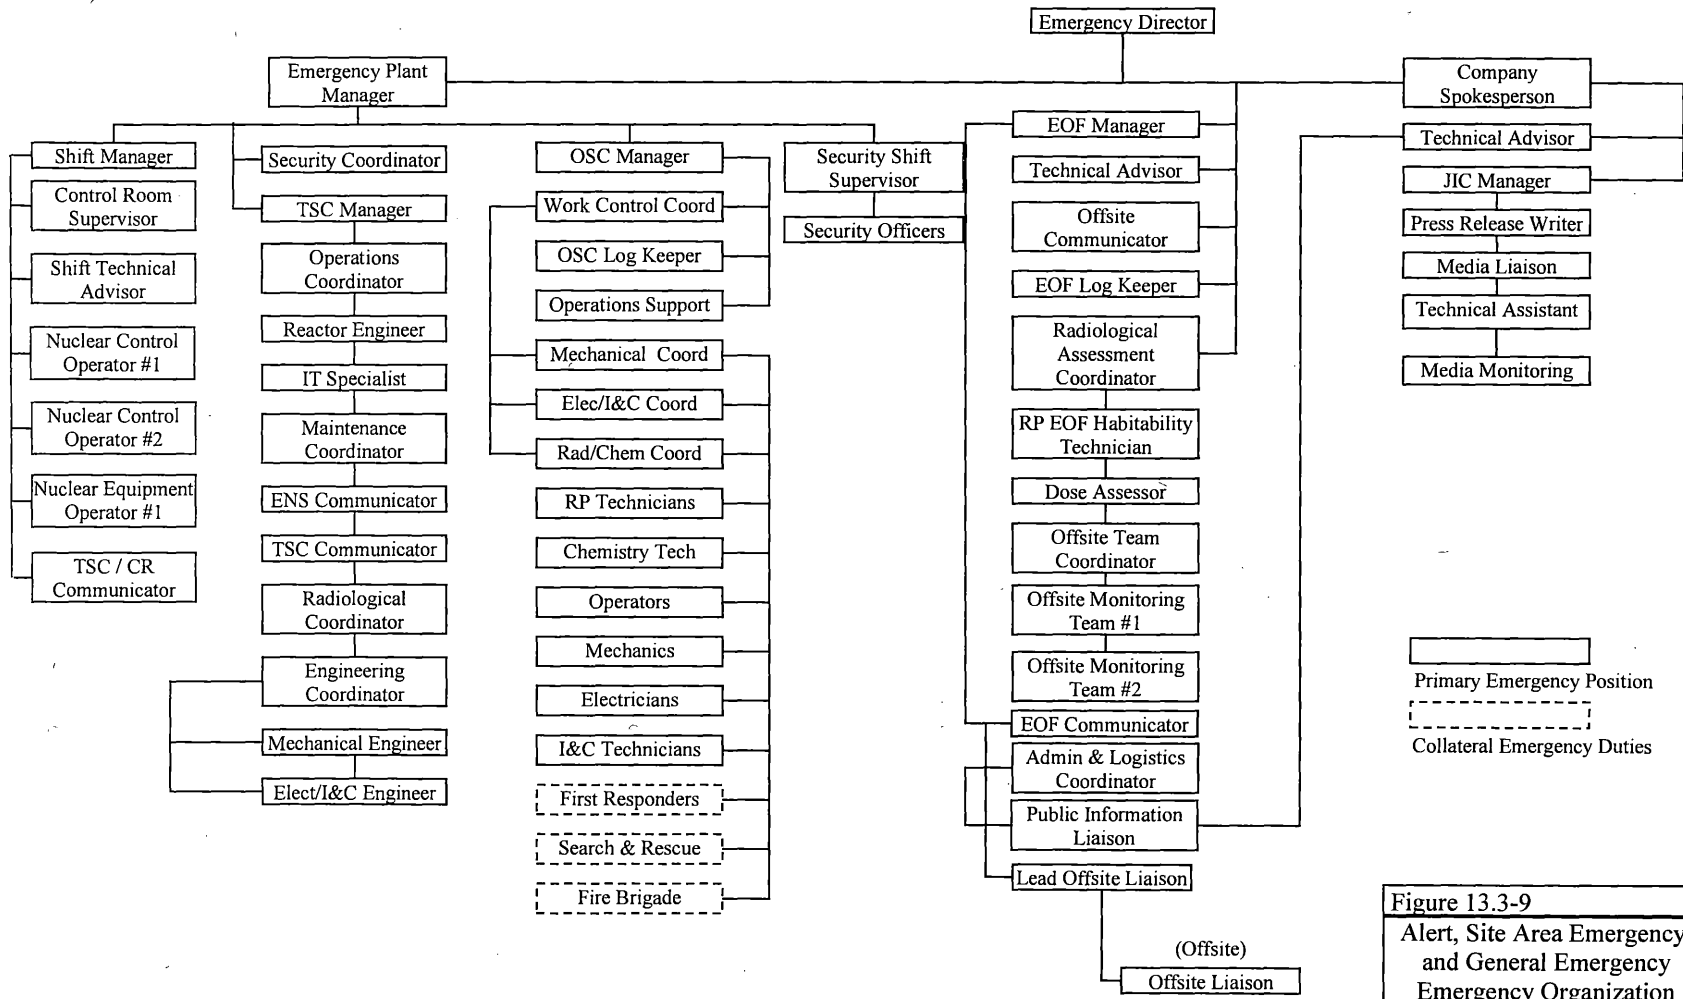 Emergency Director
Emergency Plant
Manager
Shift Manager
Control Room
Supervisor
Shift Technical
Advisor
Nuclear Control
Operator #1
Nuclear Control
Operator #2
Nuclear Equipment
Operator #1
TSC / CR
Communicator
Security Coordinator
TSC Manager
Operations
Coordinator
Reactor Engineer
IT Specialist
Maintenance
Coordinator
ENS Communicator
TSC Communicator
Radiological
Coordinator
Engineering
Coordinator
Mechanical Engineer
Elect/I&C Engineer
OSC Manager
Work Control Coord
OSC Log Keeper
Operations Support
Mechanical Coord
Elec/I&C Coord
Rad/Chem Coord
RP Technicians
Chemistry Tech
Operators
Mechanics
Electricians
I&C Technicians
First Responders
Search & Rescue
Fire Brigade
Security Shift
Supervisor
Security Officers
EOF Manager
Technical Advisor
Offsite
Communicator
EOF Log Keeper
Radiological
Assessment
Coordinator
RP EOF Habitability
Technician
Dose Assessor
Offsite Team
Coordinator
Offsite Monitoring
Team #1
Offsite Monitoring
Team #2
EOF Communicator
Admin & Logistics
Coordinator
Public Information
Liaison
Lead Offsite Liaison
(Offsite)
Offsite Liaison
Company
Spokesperson
Technical Advisor
JIC Manager
Press Release Writer
Media Liaison
Technical Assistant
Media Monitoring
Primary Emergency Position
Collateral Emergency Duties
Figure 13.3-9
Alert, Site Area Emergency
and General Emergency
Emergency Organization